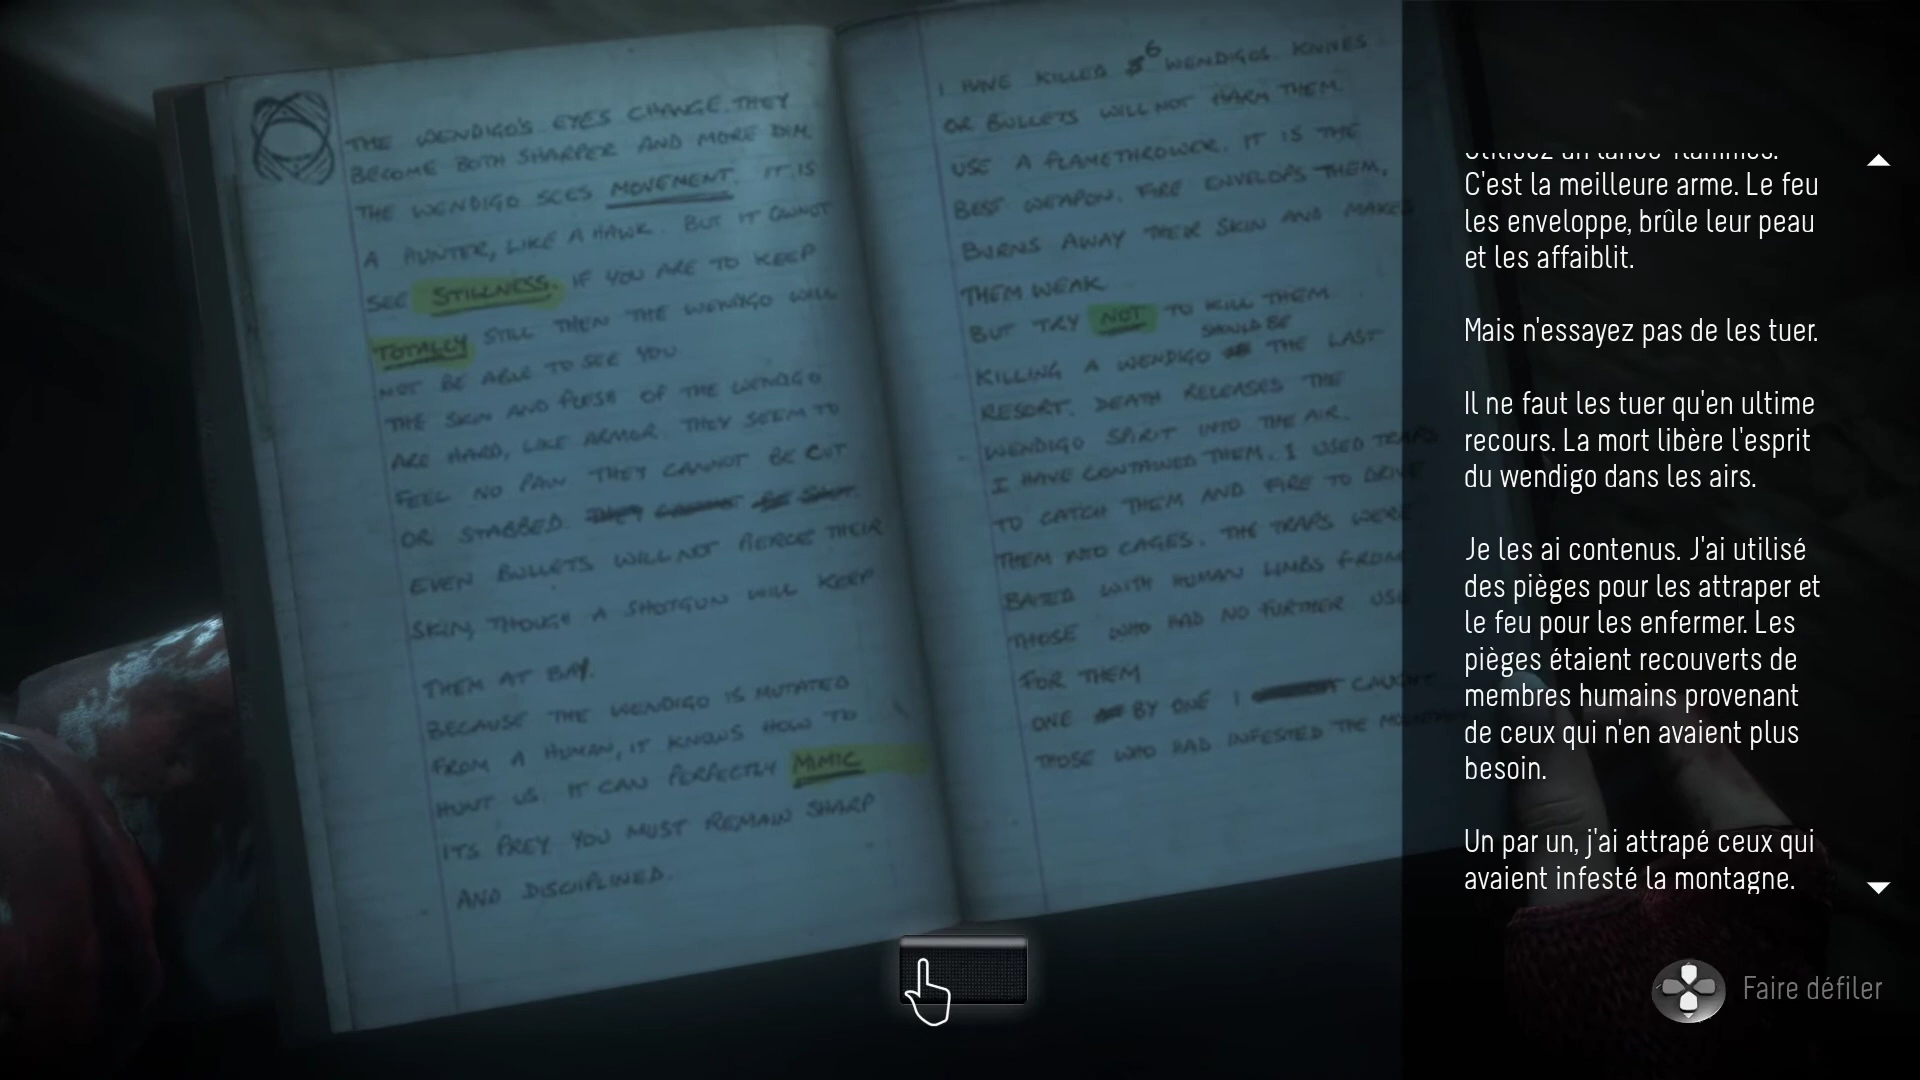 THE WENDIGO'S EYES CHANGE. THEY
BECOME BOTH SHARPER AND MORE DIM.
THE WENDIGO SEES MOVEMENT. IT IS
A HUNTER, LIKE A HAWK. BUT IT CANNOT
SEE STILLNESS. IF YOU ARE TO KEEP
TOTALLY STILL THEN THE WENDIGO WILL
NOT BE ABLE TO SEE YOU
THE SKIN AND FLESH OF THE WENDIGO
ARE HARD, LIKE ARMOR. THEY SEEM TO
FEEL NO PAIN THEY CANNOT BE CUT
OR STABBED. THEY CANNOT BE SHOT.
EVEN BULLETS WILL NOT PIERCE THEIR
SKIN, THOUGH A SHOTGUN WILL KEEP
THEM AT BAY.
BECAUSE THE WENDIGO IS MUTATED
FROM A HUMAN, IT KNOWS HOW TO
HUNT US. IT CAN PERFECTLY MIMIC
ITS PREY YOU MUST REMAIN SHARP
AND DISCIPLINED
I HAVE KILLED 6 WENDIGOS KNIVES
OR BULLETS WILL NOT HARM THEM.
USE A FLAMETHROWER. IT IS THE
BEST WEAPON. FIRE ENVELOPS THEM,
BURNS AWAY THEIR SKIN AND MAKES
THEM WEAK
BUT TRY NOT TO KILL THEM
SHOULD BE
KILLING A WENDIGO THE LAST
RESORT. DEATH RELEASES THE
WENDIGO SPIRIT INTO THE AIR.
I HAVE CONTAINED THEM. I USED TRAPS
TO CATCH THEM AND FIRE TO DRIVE
THEM INTO CAGES. THE TRAPS WERE
BAITED WITH HUMAN LIMBS FROM
THOSE WHO HAD NO FURTHER USE
FOR THEM
ONE BY ONE I CAUGHT
THOSE WHO HAD INFESTED THE MOUNTAIN
Utilisez un lance-flammes.
C'est la meilleure arme. Le feu
les enveloppe, brûle leur peau
et les affaiblit.
Mais n'essayez pas de les tuer.
Il ne faut les tuer qu'en ultime
recours. La mort libère l'esprit
du wendigo dans les airs.
Je les ai contenus. J'ai utilisé
des pièges pour les attraper et
le feu pour les enfermer. Les
pièges étaient recouverts de
membres humains provenant
de ceux qui n'en avaient plus
besoin.
Un par un, j'ai attrapé ceux qui
avaient infesté la montagne.
Faire défiler